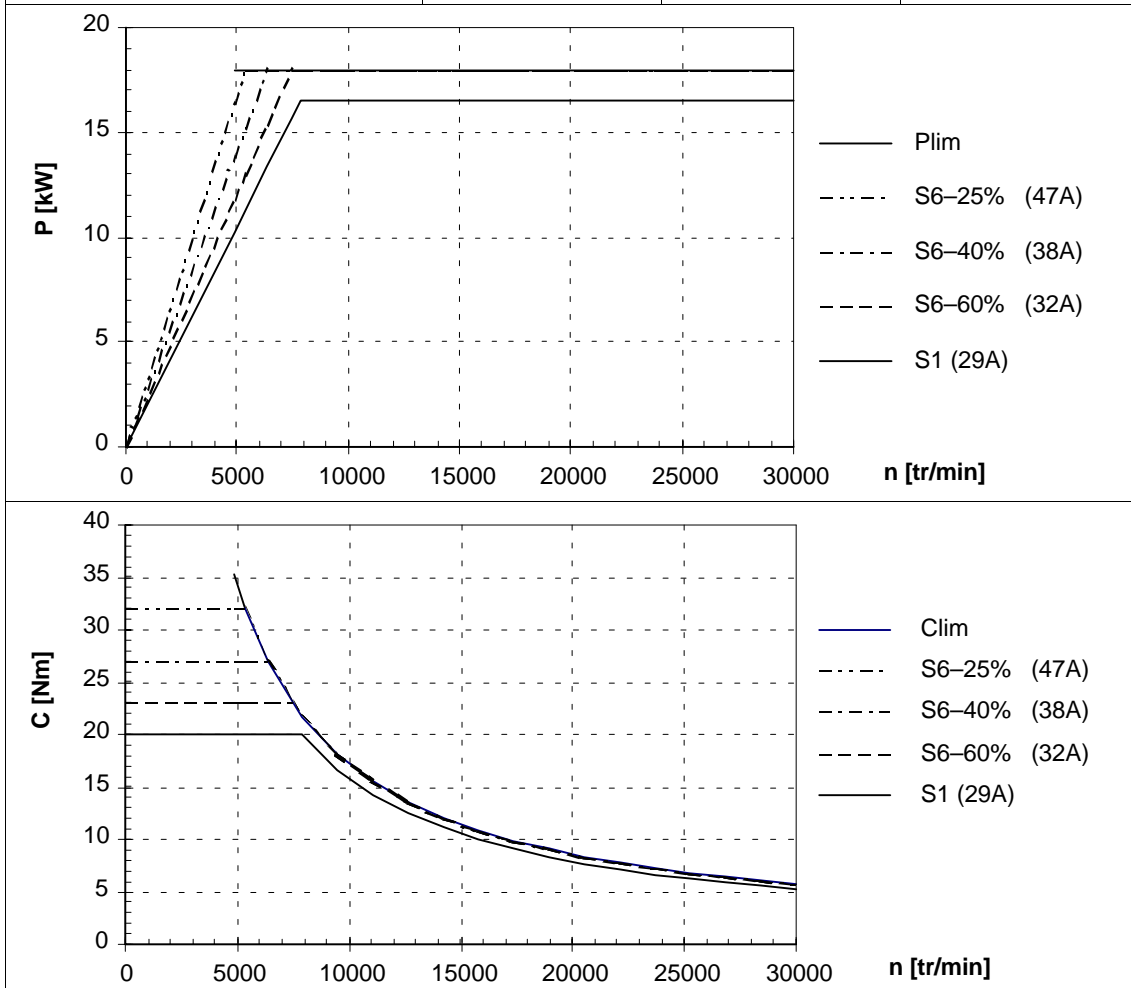 20
15
10
5
0
P [kW]
0 5000 10000 15000 20000 25000 30000
n [tr/min]
Plim
S6–25% (47A)
S6–40% (38A)
S6–60% (32A)
S1 (29A)
40
35
30
25
20
15
10
5
0
C [Nm]
0 5000 10000 15000 20000 25000 30000
n [tr/min]
Clim
S6–25% (47A)
S6–40% (38A)
S6–60% (32A)
S1 (29A)